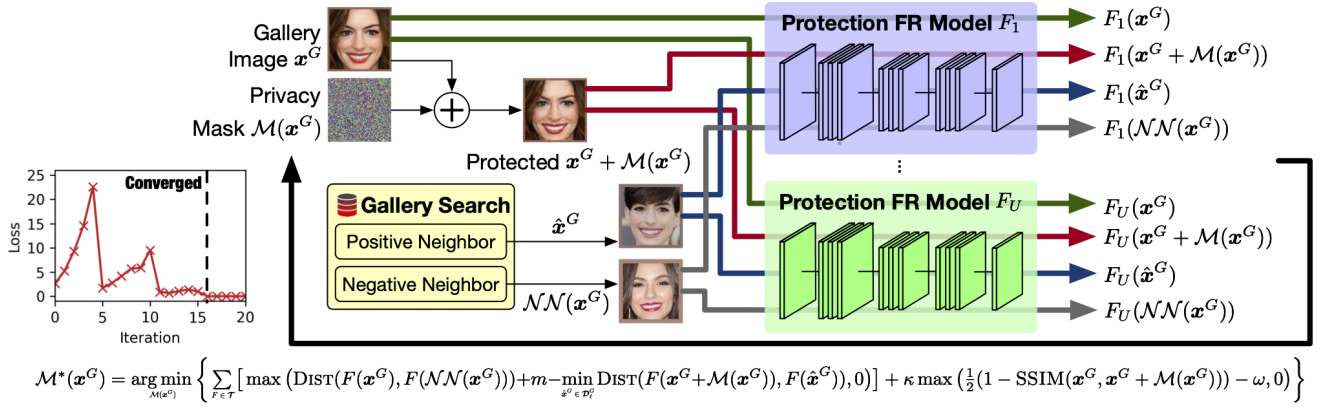 Gallery
Image 𝒙^G
Privacy
Mask ℳ(𝒙^G)
Protected 𝒙^G + ℳ(𝒙^G)
Gallery Search
Positive Neighbor
Negative Neighbor
𝒙̂^G
𝒩𝒩(𝒙^G)
Protection FR Model F_1
F_1(𝒙^G)
F_1(𝒙^G + ℳ(𝒙^G))
F_1(𝒙̂^G)
F_1(𝒩𝒩(𝒙^G))
⋮
Protection FR Model F_U
F_U(𝒙^G)
F_U(𝒙^G + ℳ(𝒙^G))
F_U(𝒙̂^G)
F_U(𝒩𝒩(𝒙^G))
Converged
Loss
25
20
15
10
5
0
0 5 10 15 20
Iteration
ℳ*(𝒙^G) = arg min_{ℳ(𝒙^G)} { ∑_{F∈𝒯} [ max (DIST(F(𝒙^G), F(𝒩𝒩(𝒙^G)))+m−min_{𝒙̂^G∈𝒟_ℓ^G} DIST(F(𝒙^G+ℳ(𝒙^G)), F(𝒙̂^G)), 0) ] + κ max (½(1 − SSIM(𝒙^G, 𝒙^G + ℳ(𝒙^G))) − ω, 0) }